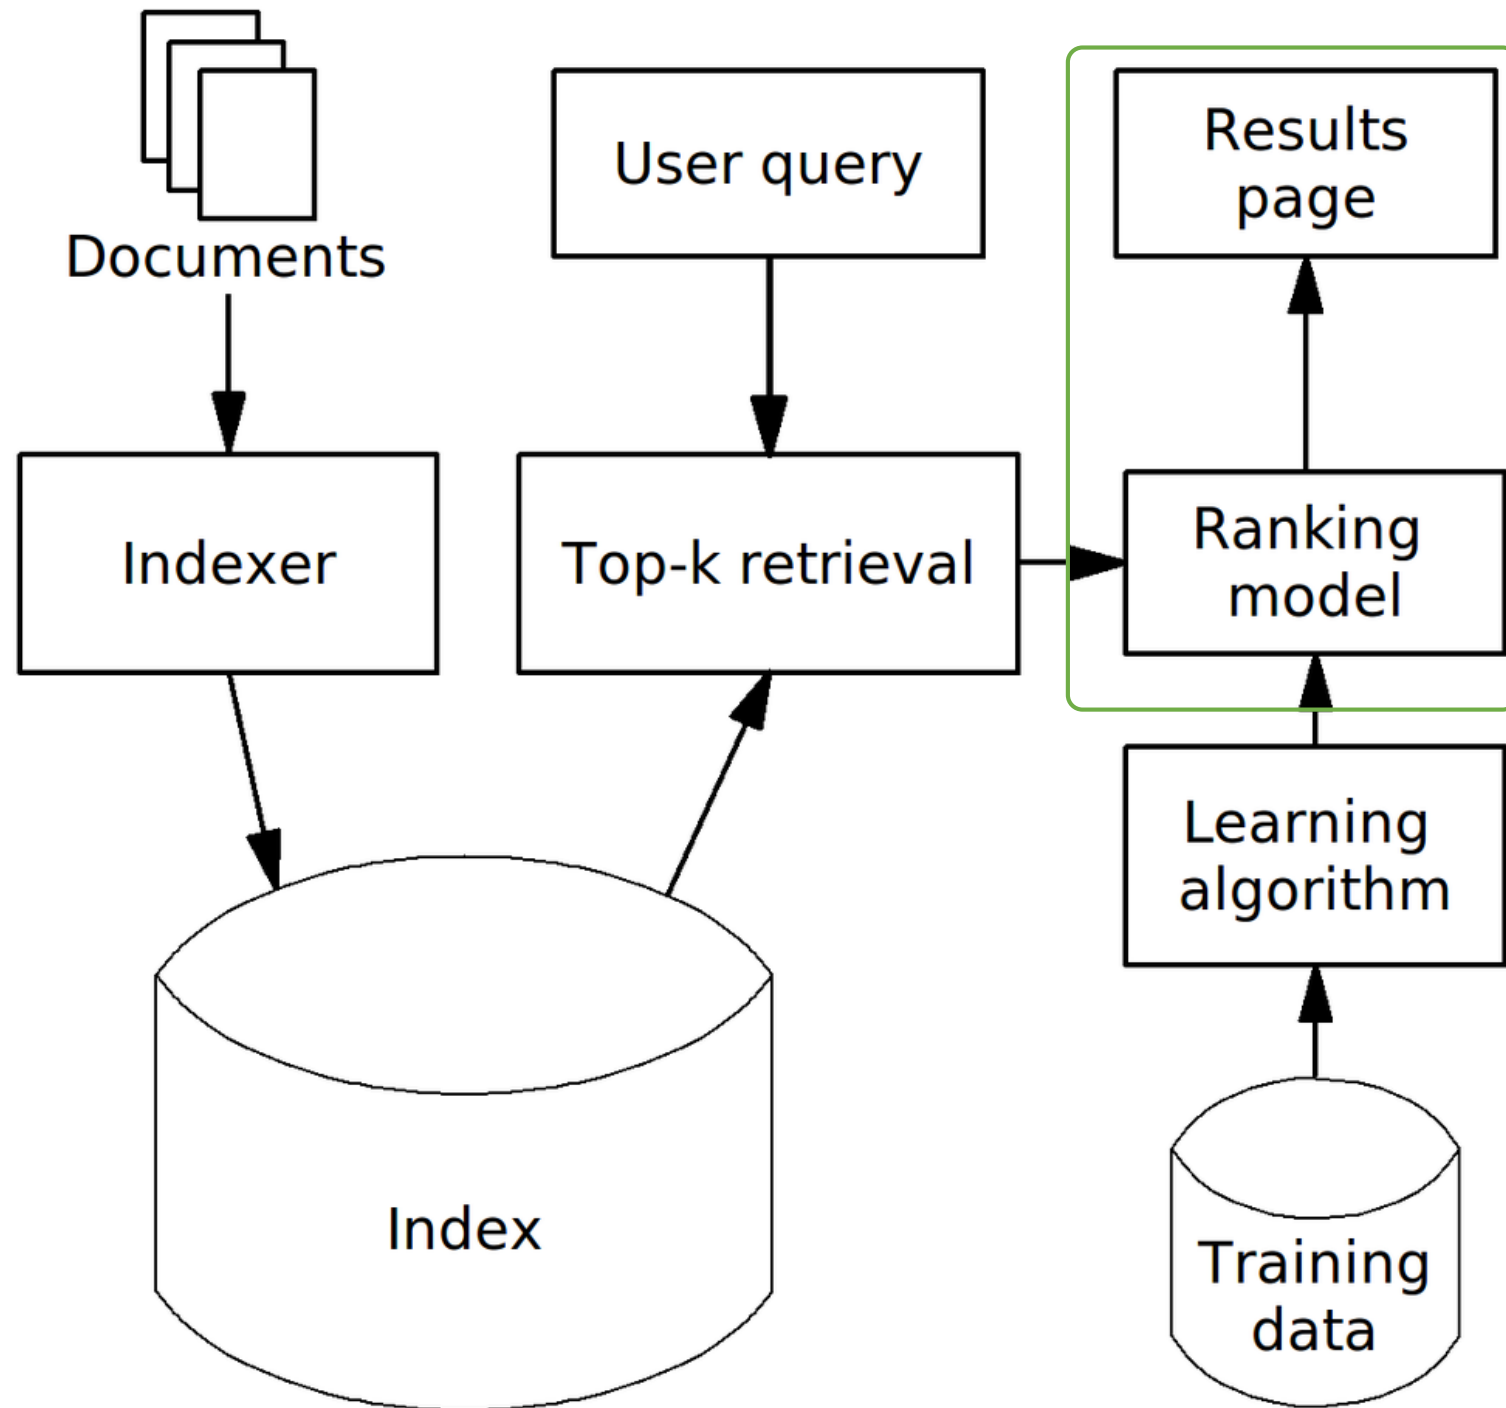 Documents
User query
Results
page
Indexer
Top-k retrieval
Ranking
model
Learning
algorithm
Index
Training
data